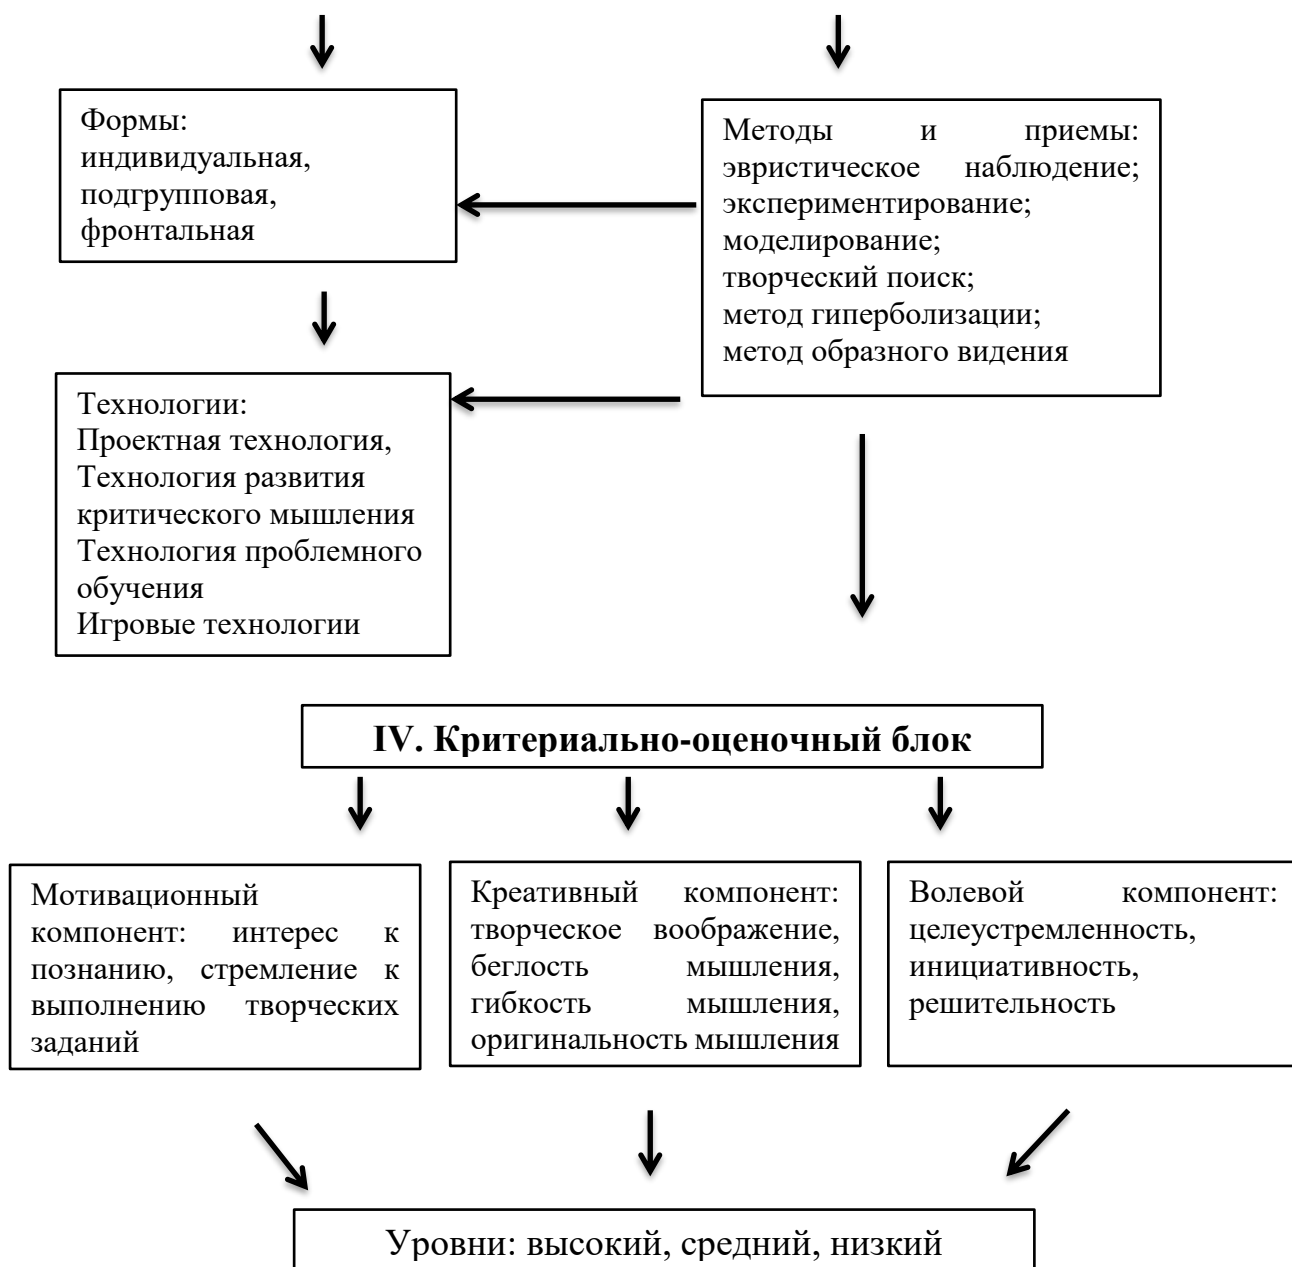 Формы:
индивидуальная,
подгрупповая,
фронтальная
Методы и приемы:
эвристическое наблюдение;
экспериментирование;
моделирование;
творческий поиск;
метод гиперболизации;
метод образного видения
Технологии:
Проектная технология,
Технология развития
критического мышления
Технология проблемного
обучения
Игровые технологии
IV. Критериально-оценочный блок
Мотивационный
компонент: интерес к
познанию, стремление к
выполнению творческих
заданий
Креативный компонент:
творческое воображение,
беглость мышления,
гибкость мышления,
оригинальность мышления
Волевой компонент:
целеустремленность,
инициативность,
решительность
Уровни: высокий, средний, низкий